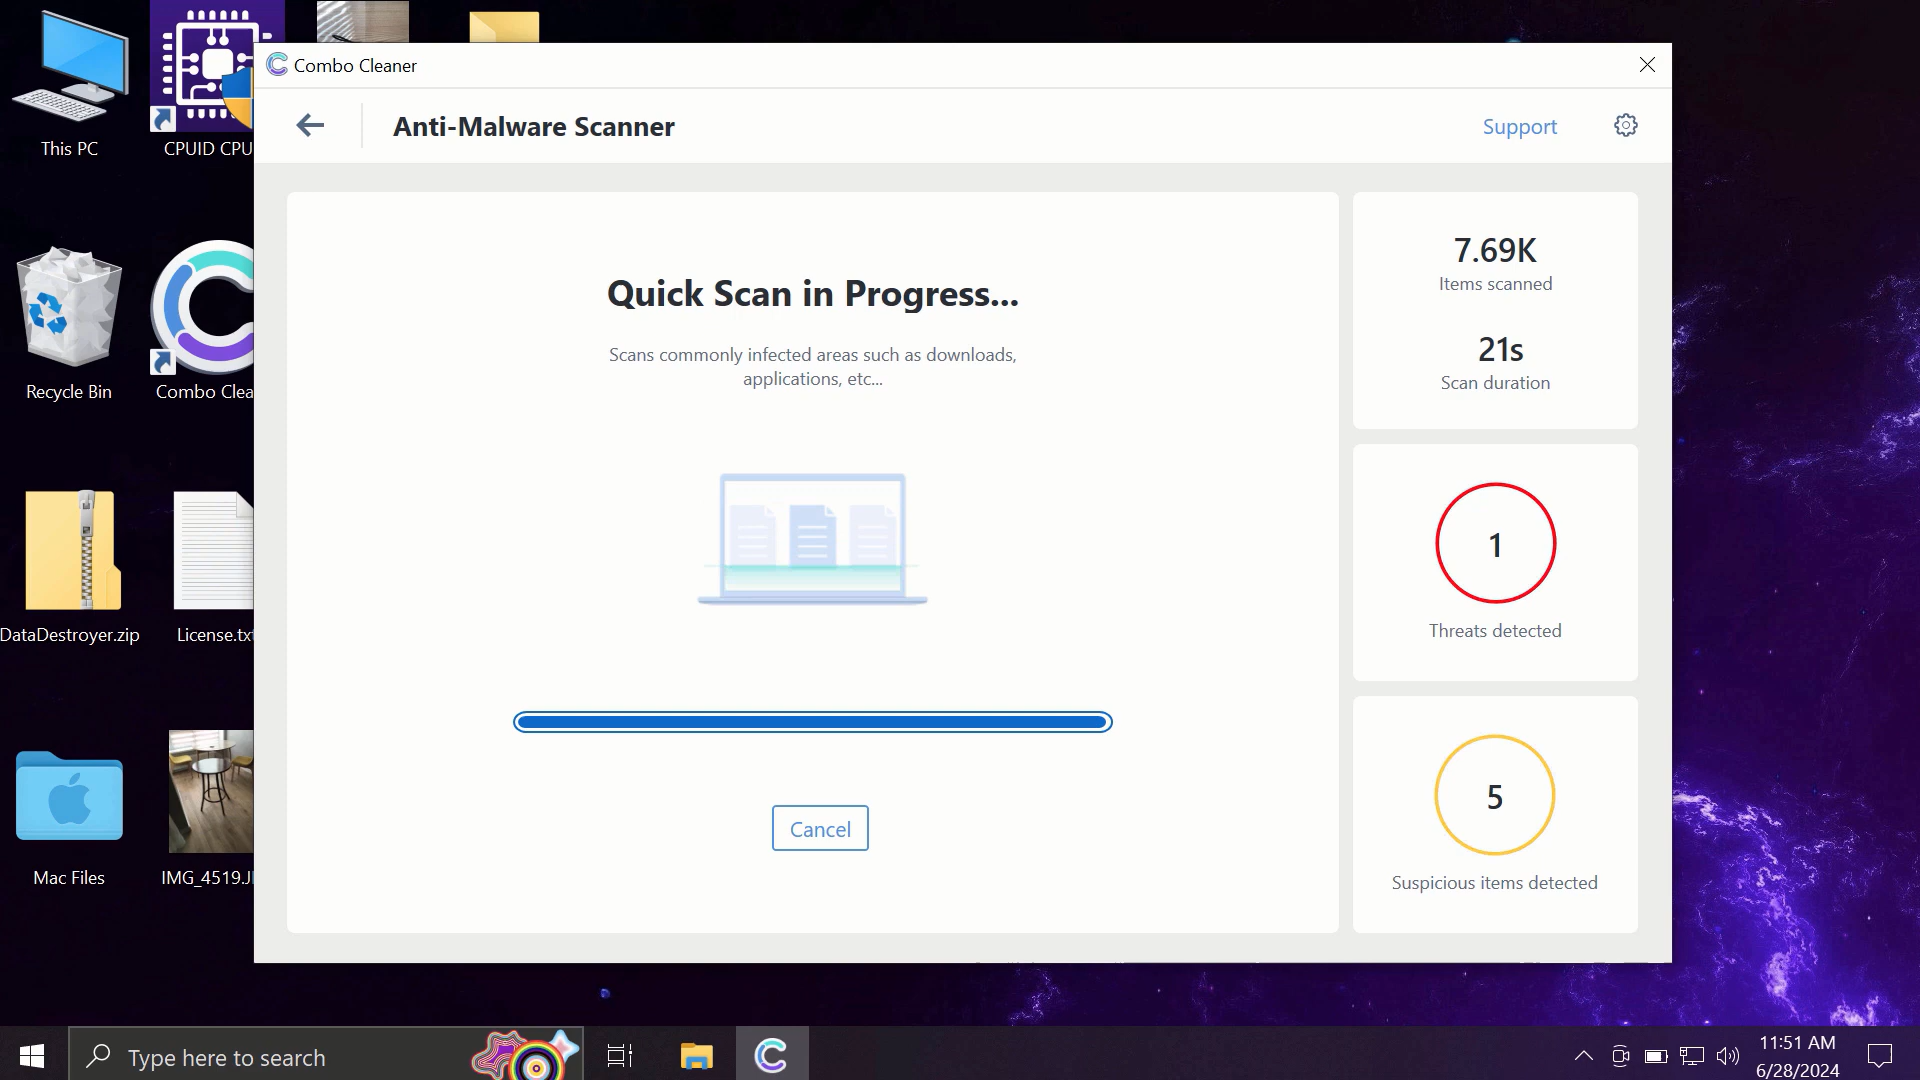 Combo Cleaner
Anti-Malware Scanner
Support
Quick Scan in Progress...
Scans commonly infected areas such as downloads,
applications, etc...
Cancel
7.69K
Items scanned
21s
Scan duration
1
Threats detected
5
Suspicious items detected
This PC
CPUID CPU
Recycle Bin
Combo Clea
DataDestroyer.zip
License.txt
Mac Files
IMG_4519.J
Type here to search
11:51 AM
6/28/2024